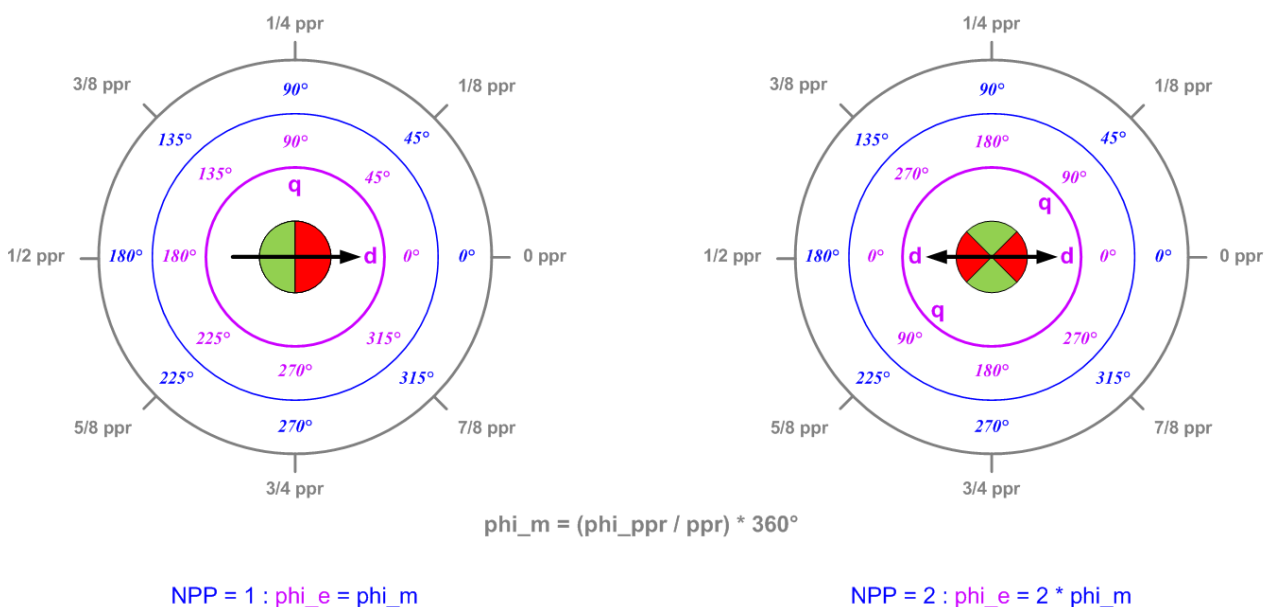 1/4 ppr
3/8 ppr
1/8 ppr
90°
135°
45°
90°
135°
45°
q
1/2 ppr
180°
180°
d
0°
0°
0 ppr
225°
315°
270°
225°
315°
270°
5/8 ppr
7/8 ppr
3/4 ppr
1/4 ppr
3/8 ppr
1/8 ppr
90°
135°
45°
180°
270°
90°
q
1/2 ppr
180°
0°
d
d
0°
0°
0 ppr
q
90°
270°
180°
225°
315°
270°
5/8 ppr
7/8 ppr
3/4 ppr
phi_m = (phi_ppr / ppr) * 360°
NPP = 1 : phi_e = phi_m
NPP = 2 : phi_e = 2 * phi_m